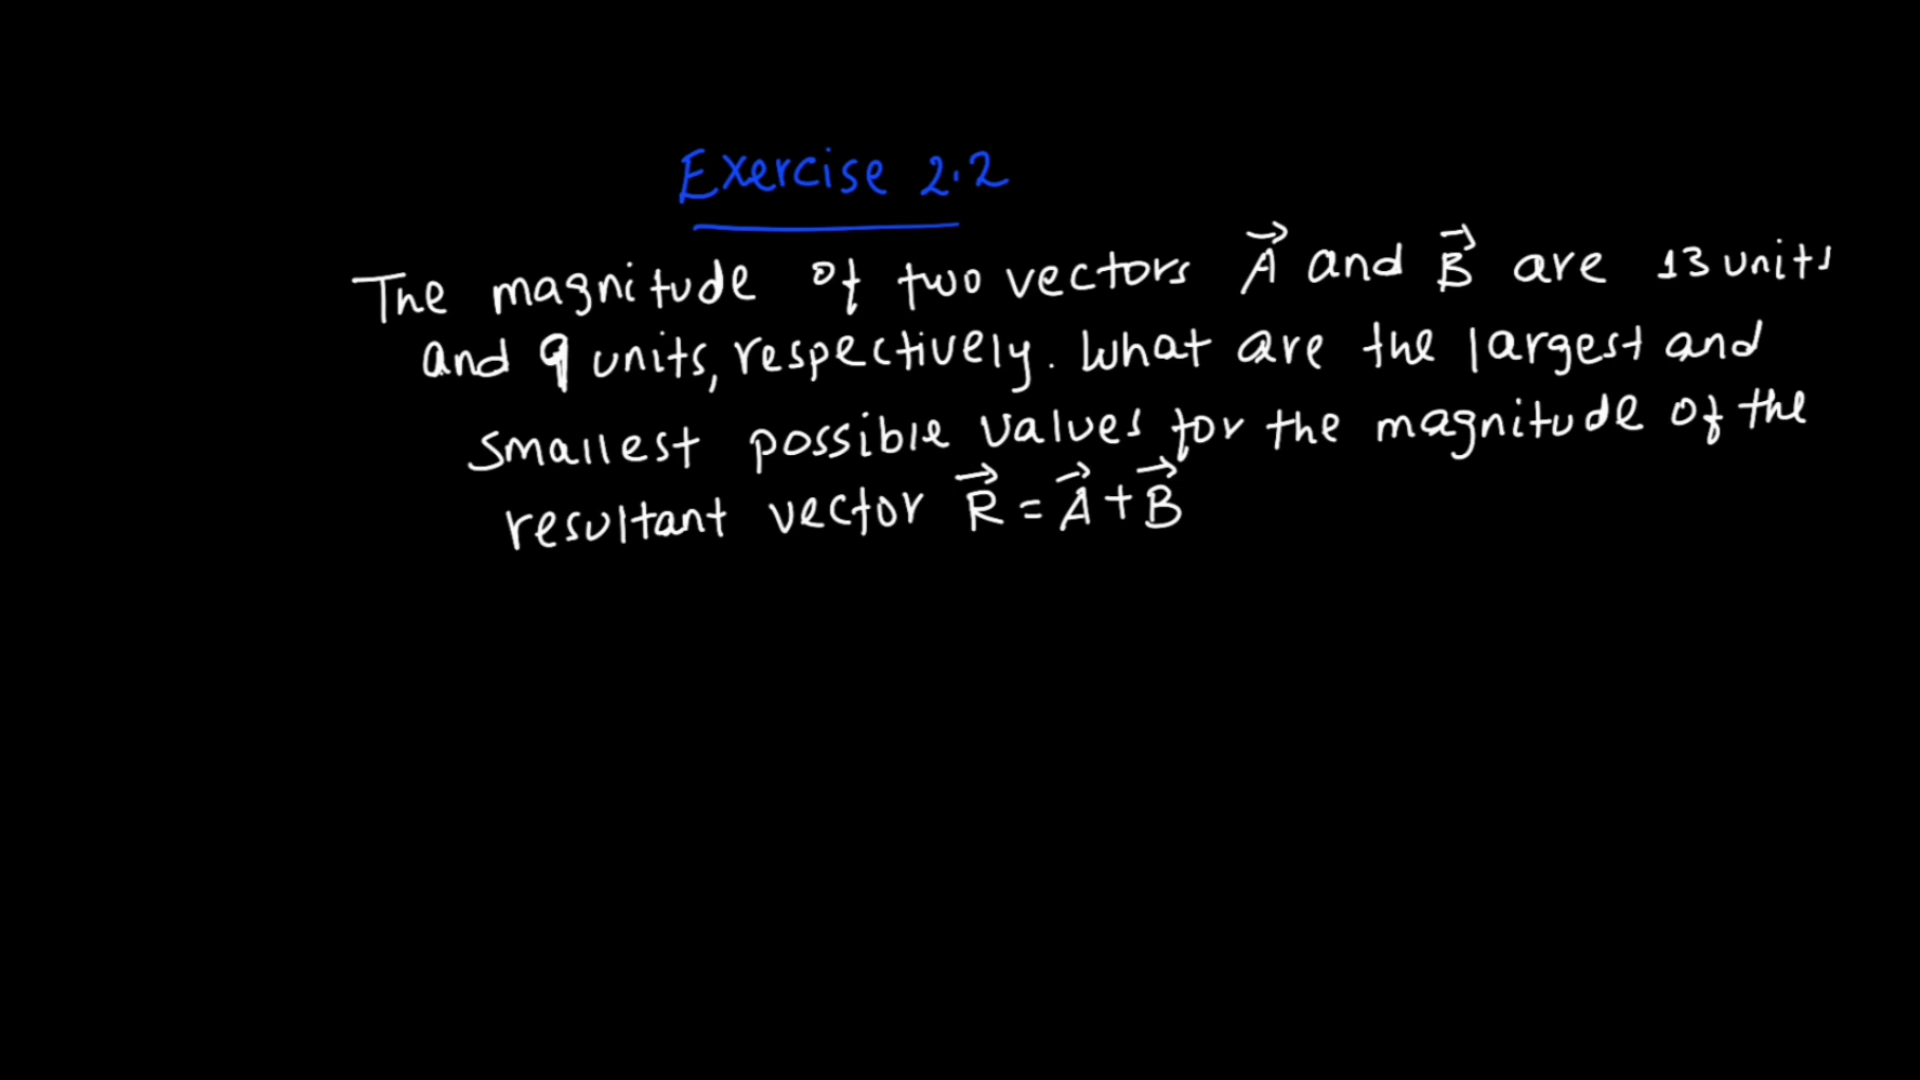 Exercise 2.2
The magnitude of two vectors A⃗ and B⃗ are 13 units
and 9 units, respectively. What are the largest and
smallest possible values for the magnitude of the
resultant vector R⃗ = A⃗ + B⃗